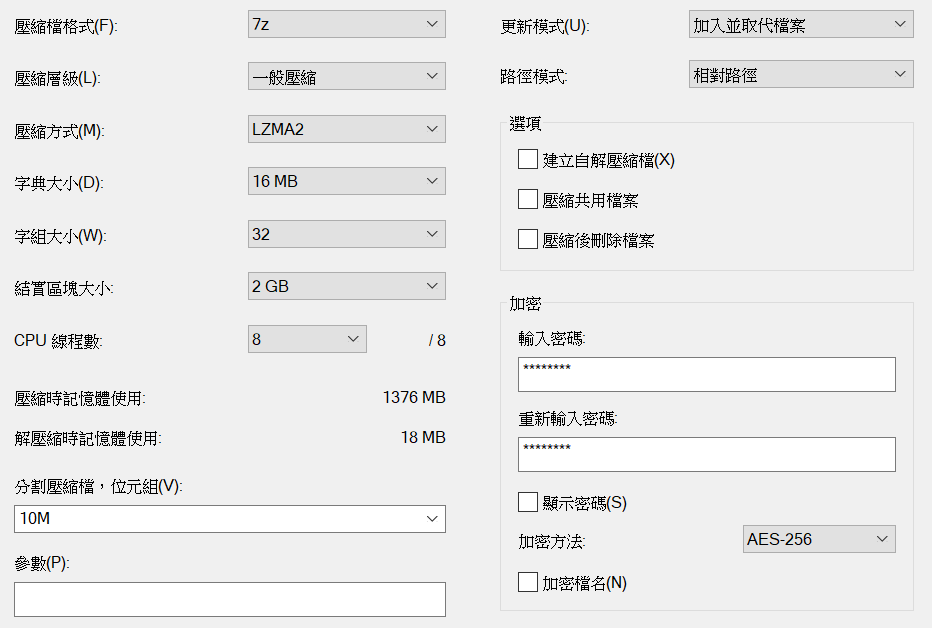 壓縮檔格式(F):
7z
壓縮層級(L):
一般壓縮
壓縮方式(M):
LZMA2
字典大小(D):
16 MB
字組大小(W):
32
結實區塊大小:
2 GB
CPU 線程數:
8
/ 8
壓縮時記憶體使用:
1376 MB
解壓縮時記憶體使用:
18 MB
分割壓縮檔，位元組(V):
10M
參數(P):
更新模式(U):
加入並取代檔案
路徑模式:
相對路徑
選項
建立自解壓縮檔(X)
壓縮共用檔案
壓縮後刪除檔案
加密
輸入密碼:
********
重新輸入密碼:
********
顯示密碼(S)
加密方法:
AES-256
加密檔名(N)